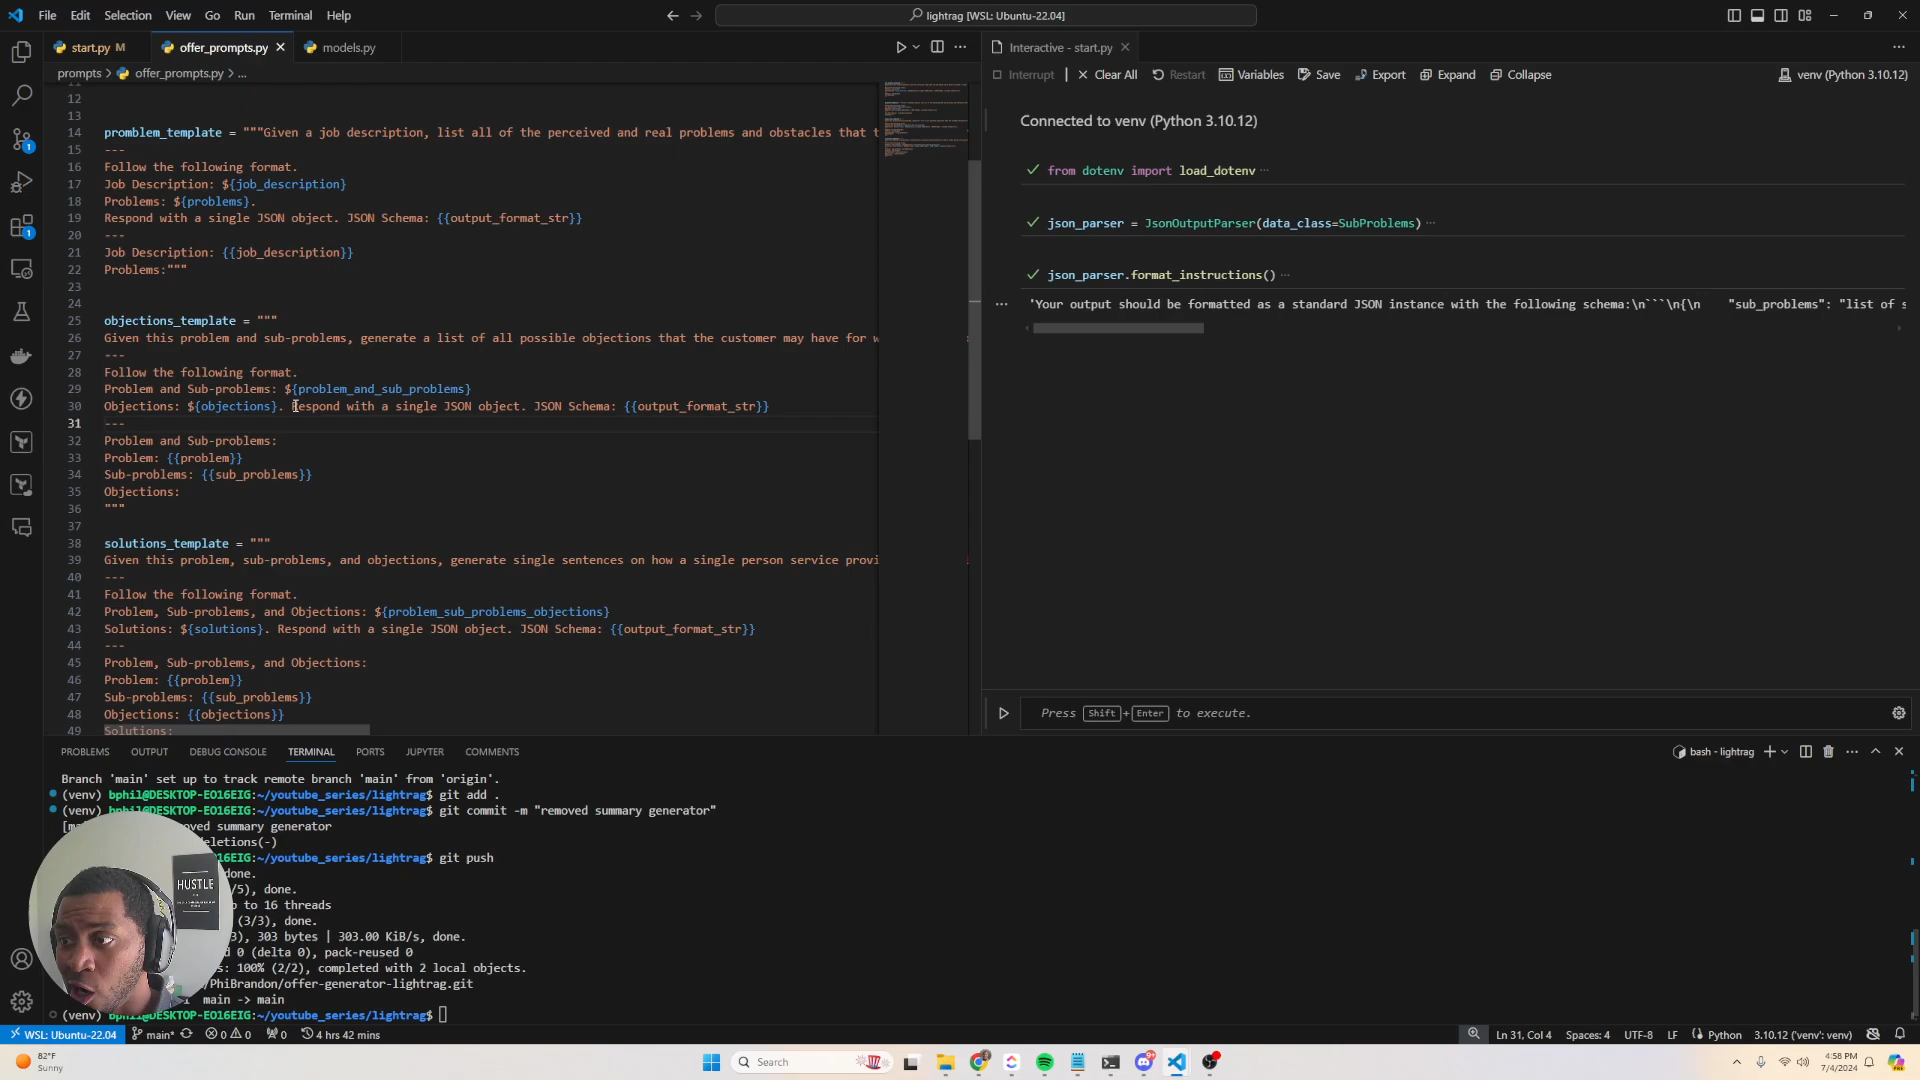 File Edit Selection View Go Run Terminal Help
lightrag [WSL: Ubuntu-22.04]
start.py M
offer_prompts.py
models.py
prompts > offer_prompts.py > ...
12
13
14 promblem_template = """Given a job description, list all of the perceived and real problems and obstacles that t
15 ---
16 Follow the following format.
17 Job Description: ${job_description}
18 Problems: ${problems}.
19 Respond with a single JSON object. JSON Schema: {{output_format_str}}
20 ---
21 Job Description: {{job_description}}
22 Problems:"""
23
24
25 objections_template = """
26 Given this problem and sub-problems, generate a list of all possible objections that the customer may have for w
27 ---
28 Follow the following format.
29 Problem and Sub-problems: ${problem_and_sub_problems}
30 Objections: ${objections}. Respond with a single JSON object. JSON Schema: {{output_format_str}}
31 ---
32 Problem and Sub-problems:
33 Problem: {{problem}}
34 Sub-problems: {{sub_problems}}
35 Objections:
36 """
37
38 solutions_template = """
39 Given this problem, sub-problems, and objections, generate single sentences on how a single person service provi
40 ---
41 Follow the following format.
42 Problem, Sub-problems, and Objections: ${problem_sub_problems_objections}
43 Solutions: ${solutions}. Respond with a single JSON object. JSON Schema: {{output_format_str}}
44 ---
45 Problem, Sub-problems, and Objections:
46 Problem: {{problem}}
47 Sub-problems: {{sub_problems}}
48 Objections: {{objections}}
49 Solutions:
Interactive - start.py
Interrupt | Clear All Restart Variables Save Export Expand Collapse
venv (Python 3.10.12)
Connected to venv (Python 3.10.12)
from dotenv import load_dotenv ...
json_parser = JsonOutputParser(data_class=SubProblems) ...
json_parser.format_instructions() ...
'Your output should be formatted as a standard JSON instance with the following schema:\n```\n{\n    "sub_problems": "list of s
Press Shift+Enter to execute.
PROBLEMS OUTPUT DEBUG CONSOLE TERMINAL PORTS JUPYTER COMMENTS
bash - lightrag
Branch 'main' set up to track remote branch 'main' from 'origin'.
(venv) bphil@DESKTOP-EO16EIG:~/youtube_series/lightrag$ git add .
(venv) bphil@DESKTOP-EO16EIG:~/youtube_series/lightrag$ git commit -m "removed summary generator"
oved summary generator
eletions(-)
16EIG:~/youtube_series/lightrag$ git push
done.
/5), done.
p to 16 threads
(3/3), done.
3), 303 bytes | 303.00 KiB/s, done.
d 0 (delta 0), pack-reused 0
s: 100% (2/2), completed with 2 local objects.
/PhiBrandon/offer-generator-lightrag.git
main -> main
(venv) bphil@DESKTOP-EO16EIG:~/youtube_series/lightrag$
HUSTLE
WSL: Ubuntu-22.04 main* 0 0 0 4 hrs 42 mins
Ln 31, Col 4 Spaces: 4 UTF-8 LF Python 3.10.12 ('venv': venv)
82°F
Sunny
Search
4:58 PM
7/4/2024